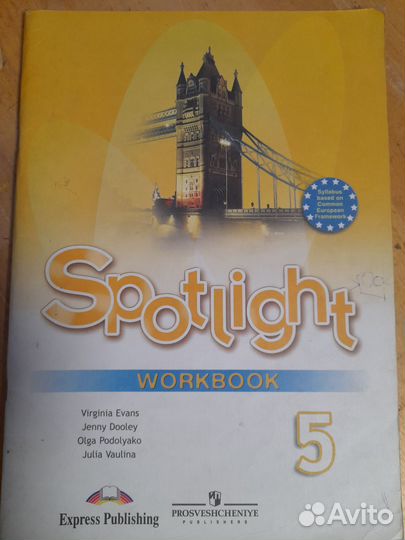 Syllabus
based on
Common
European
Framework
Spotlight
WORKBOOK
Virginia Evans
Jenny Dooley
Olga Podolyako
Julia Vaulina
5
Express Publishing
PROSVESHCHENIYE
PUBLISHERS
Avito